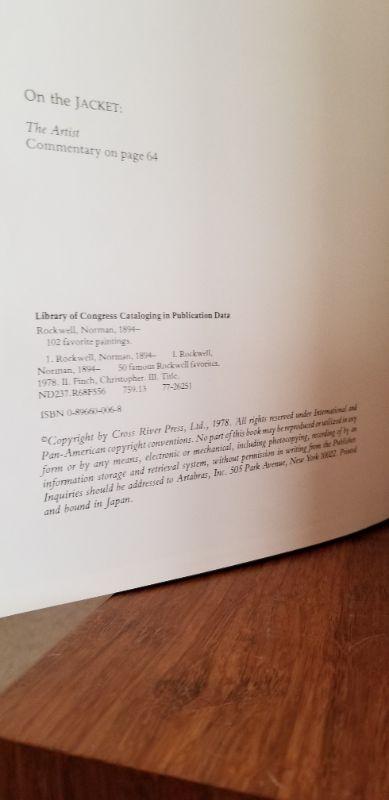 On the JACKET:
The Artist
Commentary on page 64
Library of Congress Cataloging in Publication Data
Rockwell, Norman, 1894–
102 favorite paintings.
1. Rockwell, Norman, 1894– I. Rockwell,
Norman, 1894– 50 famous Rockwell favorites.
1978. II. Finch, Christopher. III. Title.
ND237.R68F556 759.13 77-26251
ISBN 0-89660-006-8
©Copyright by Cross River Press, Ltd., 1978. All rights reserved under International and
Pan-American copyright conventions. No part of this book may be reproduced or utilized in any
form or by any means, electronic or mechanical, including photocopying, recording of by an
information storage and retrieval system, without permission in writing from the Publisher.
Inquiries should be addressed to Artabras, Inc. 505 Park Avenue, New York 10022. Printed
and bound in Japan.